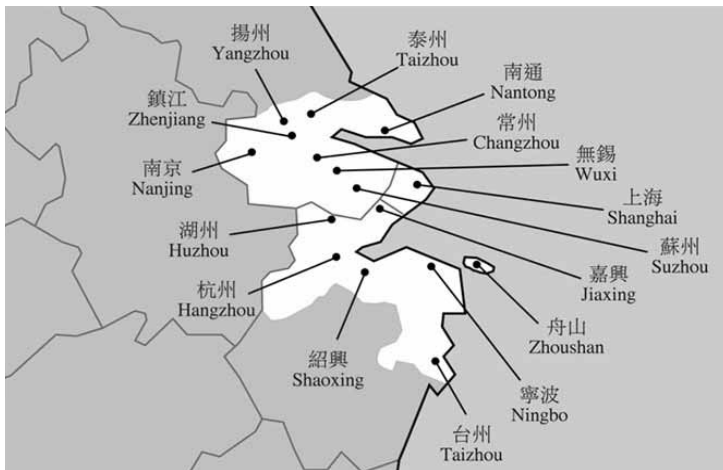 揚州
Yangzhou
泰州
Taizhou
南通
Nantong
鎮江
Zhenjiang
常州
Changzhou
無錫
Wuxi
南京
Nanjing
上海
Shanghai
湖州
Huzhou
蘇州
Suzhou
嘉興
Jiaxing
杭州
Hangzhou
舟山
Zhoushan
紹興
Shaoxing
寧波
Ningbo
台州
Taizhou